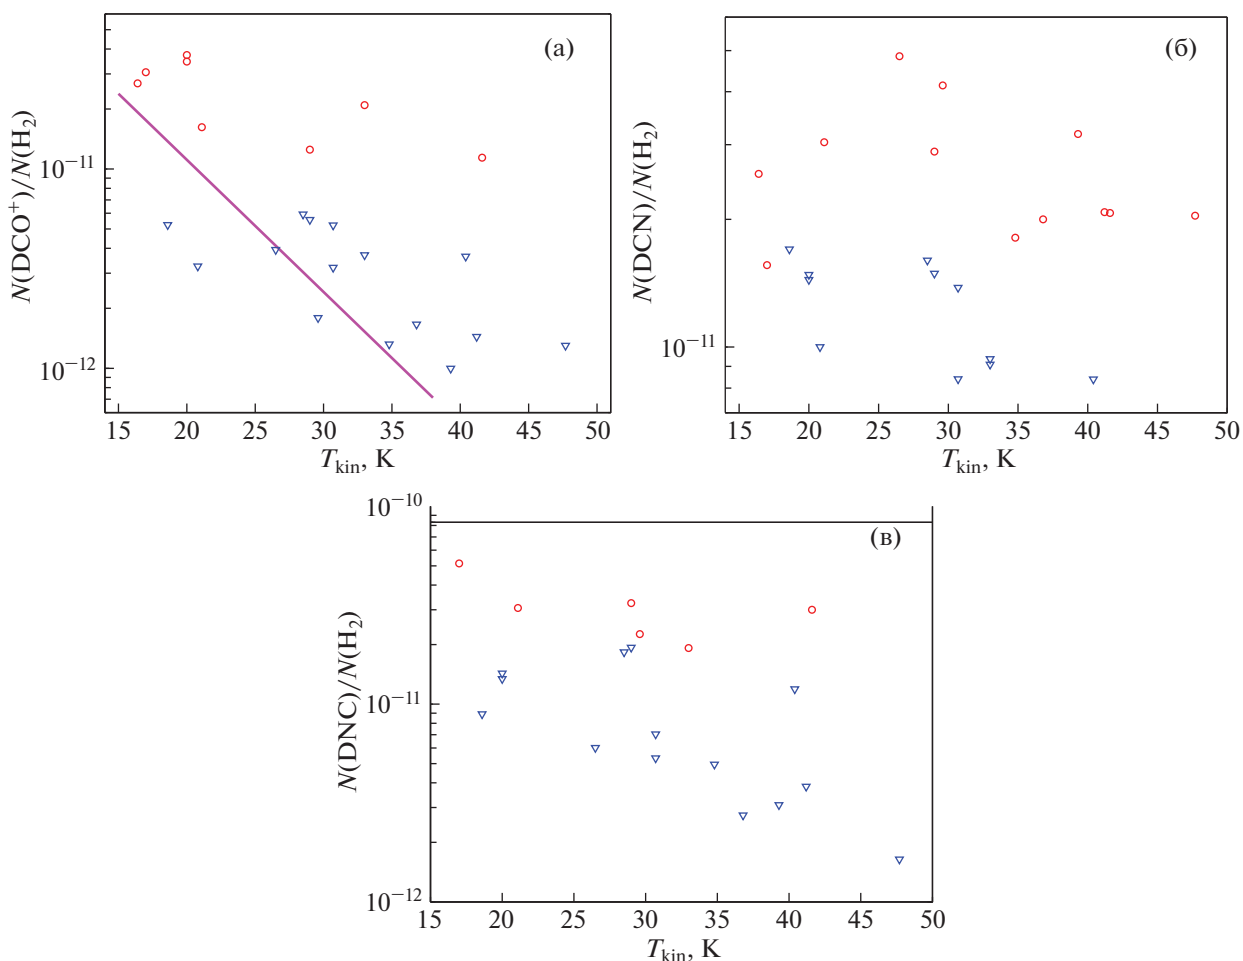 (а)
N(DCO⁺)/N(H₂)
10⁻¹¹
10⁻¹²
15 20 25 30 35 40 45 50
T_kin, K
(б)
N(DCN)/N(H₂)
10⁻¹¹
15 20 25 30 35 40 45 50
T_kin, K
(в)
N(DNC)/N(H₂)
10⁻¹⁰
10⁻¹¹
10⁻¹²
15 20 25 30 35 40 45 50
T_kin, K